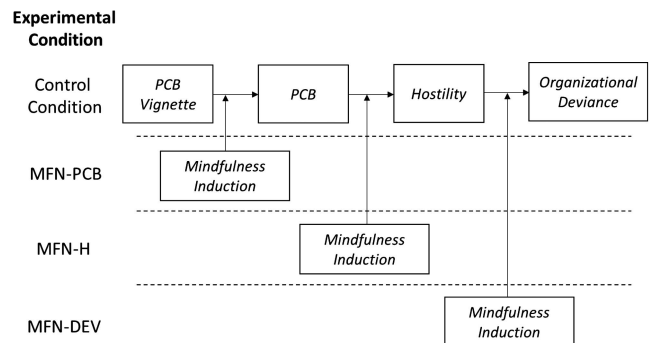 Experimental
Condition
Control
Condition
PCB
Vignette
PCB
Hostility
Organizational
Deviance
MFN-PCB
Mindfulness
Induction
MFN-H
Mindfulness
Induction
MFN-DEV
Mindfulness
Induction